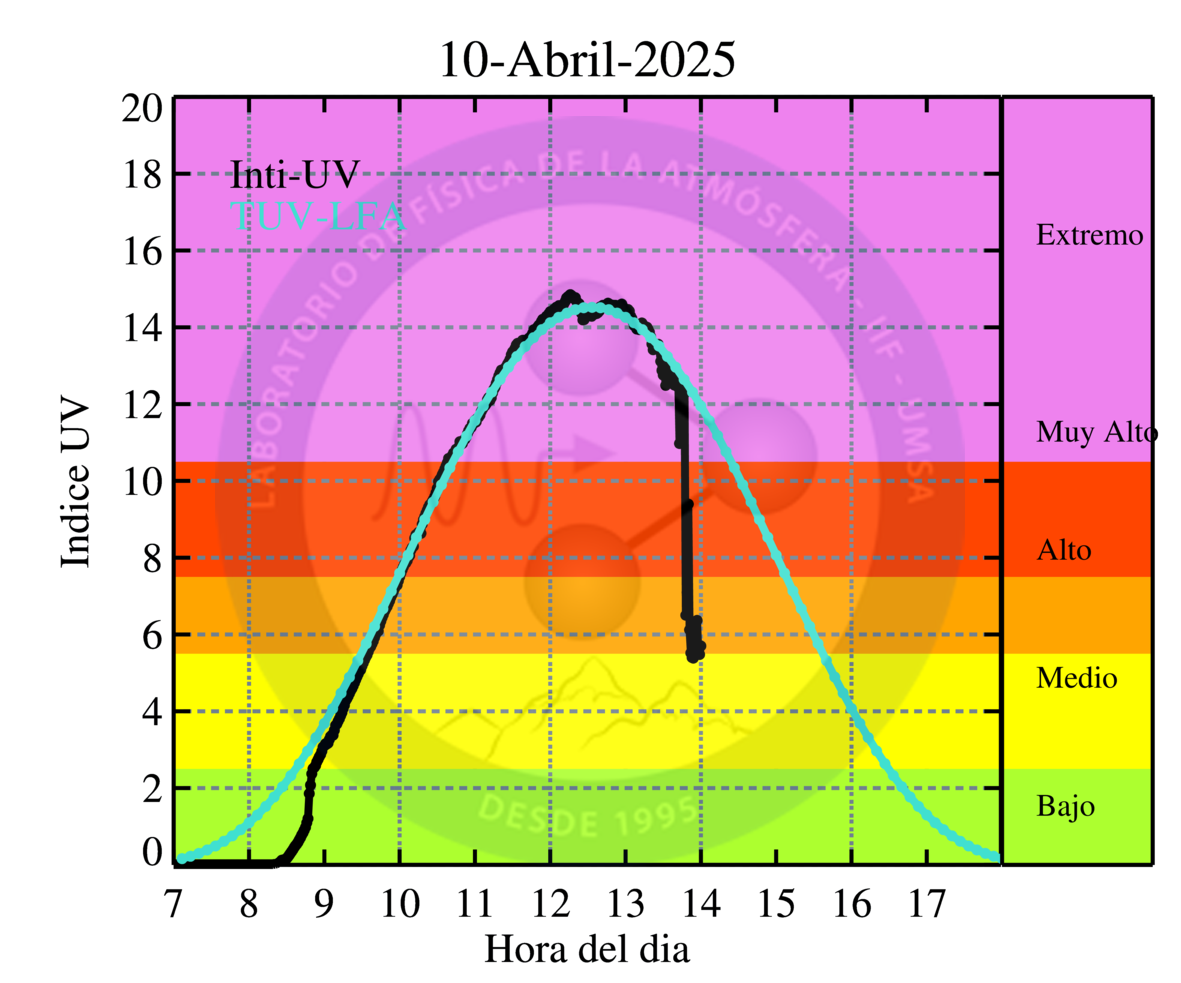 10-Abril-2025
20
18
16
14
12
10
8
6
4
2
0
Indice UV
Inti-UV
TUV-LFA
LABORATORIO DE FÍSICA DE LA ATMÓSFERA - IIF - UMSA
DESDE 1995
Extremo
Muy Alto
Alto
Medio
Bajo
7 8 9 10 11 12 13 14 15 16 17
Hora del dia